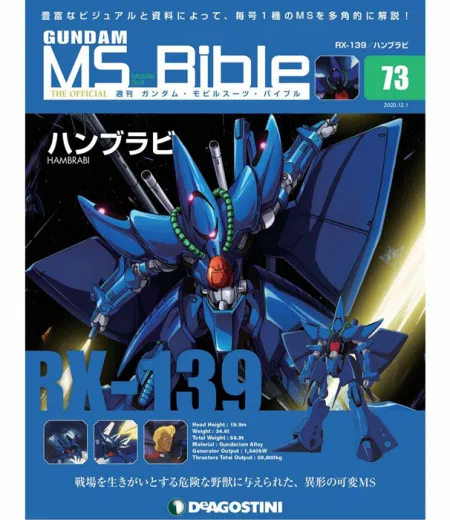 豊富なビジュアルと資料によって、毎号1機のMSを多角的に解説！
GUNDAM
MS Bible
THE OFFICIAL 週刊 ガンダム・モビルスーツ・バイブル
RX-139／ハンブラビ
73
2020.12.1
ハンブラビ
HAMBRABI
RX-139
Head Height : 19.9m
Weight : 34.6t
Total Weight : 56.9t
Material : Gundarium Alloy
Generator Output : 1,540kW
Thrusters Total Output : 59,600kg
戦場を生きがいとする危険な野獣に与えられた、異形の可変MS
DeAGOSTINI